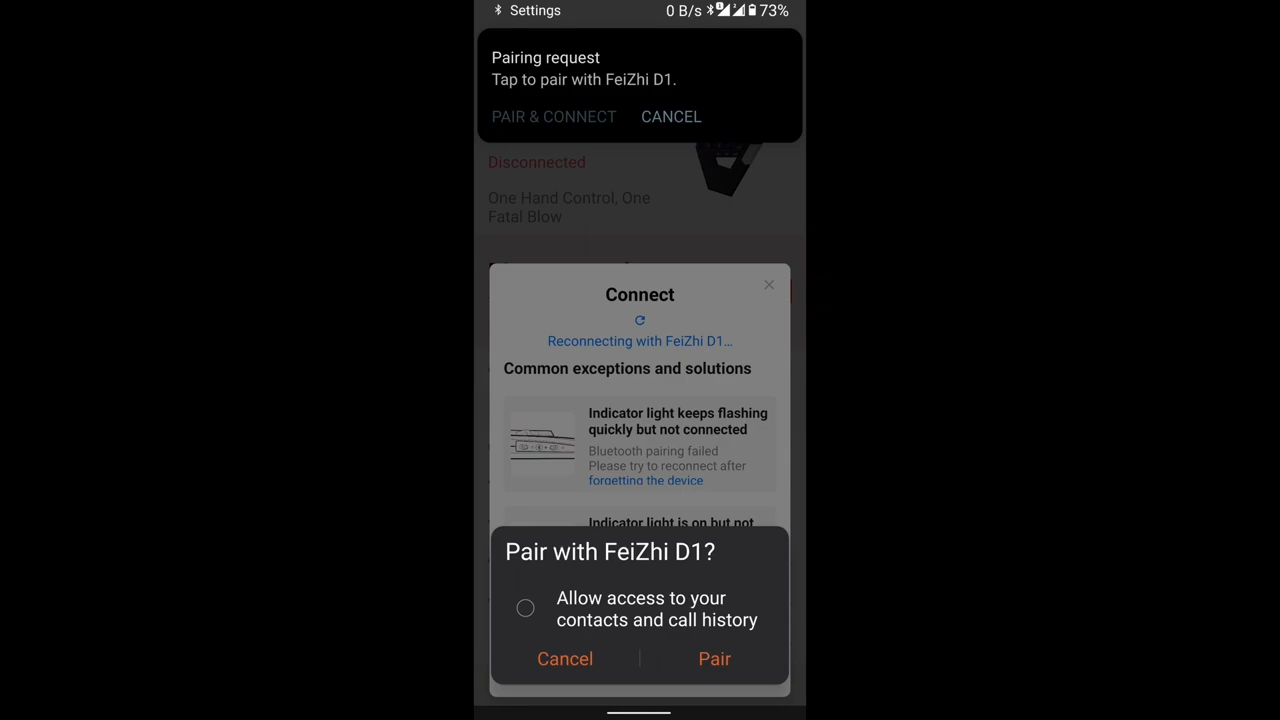 Settings
0 B/s 73%
Pairing request
Tap to pair with FeiZhi D1.
PAIR & CONNECT CANCEL
Disconnected
One Hand Control, One
Fatal Blow
Connect
Reconnecting with FeiZhi D1...
Common exceptions and solutions
Indicator light keeps flashing
quickly but not connected
Bluetooth pairing failed
Please try to reconnect after
forgetting the device
Indicator light is on but not
Pair with FeiZhi D1?
Allow access to your
contacts and call history
Cancel Pair